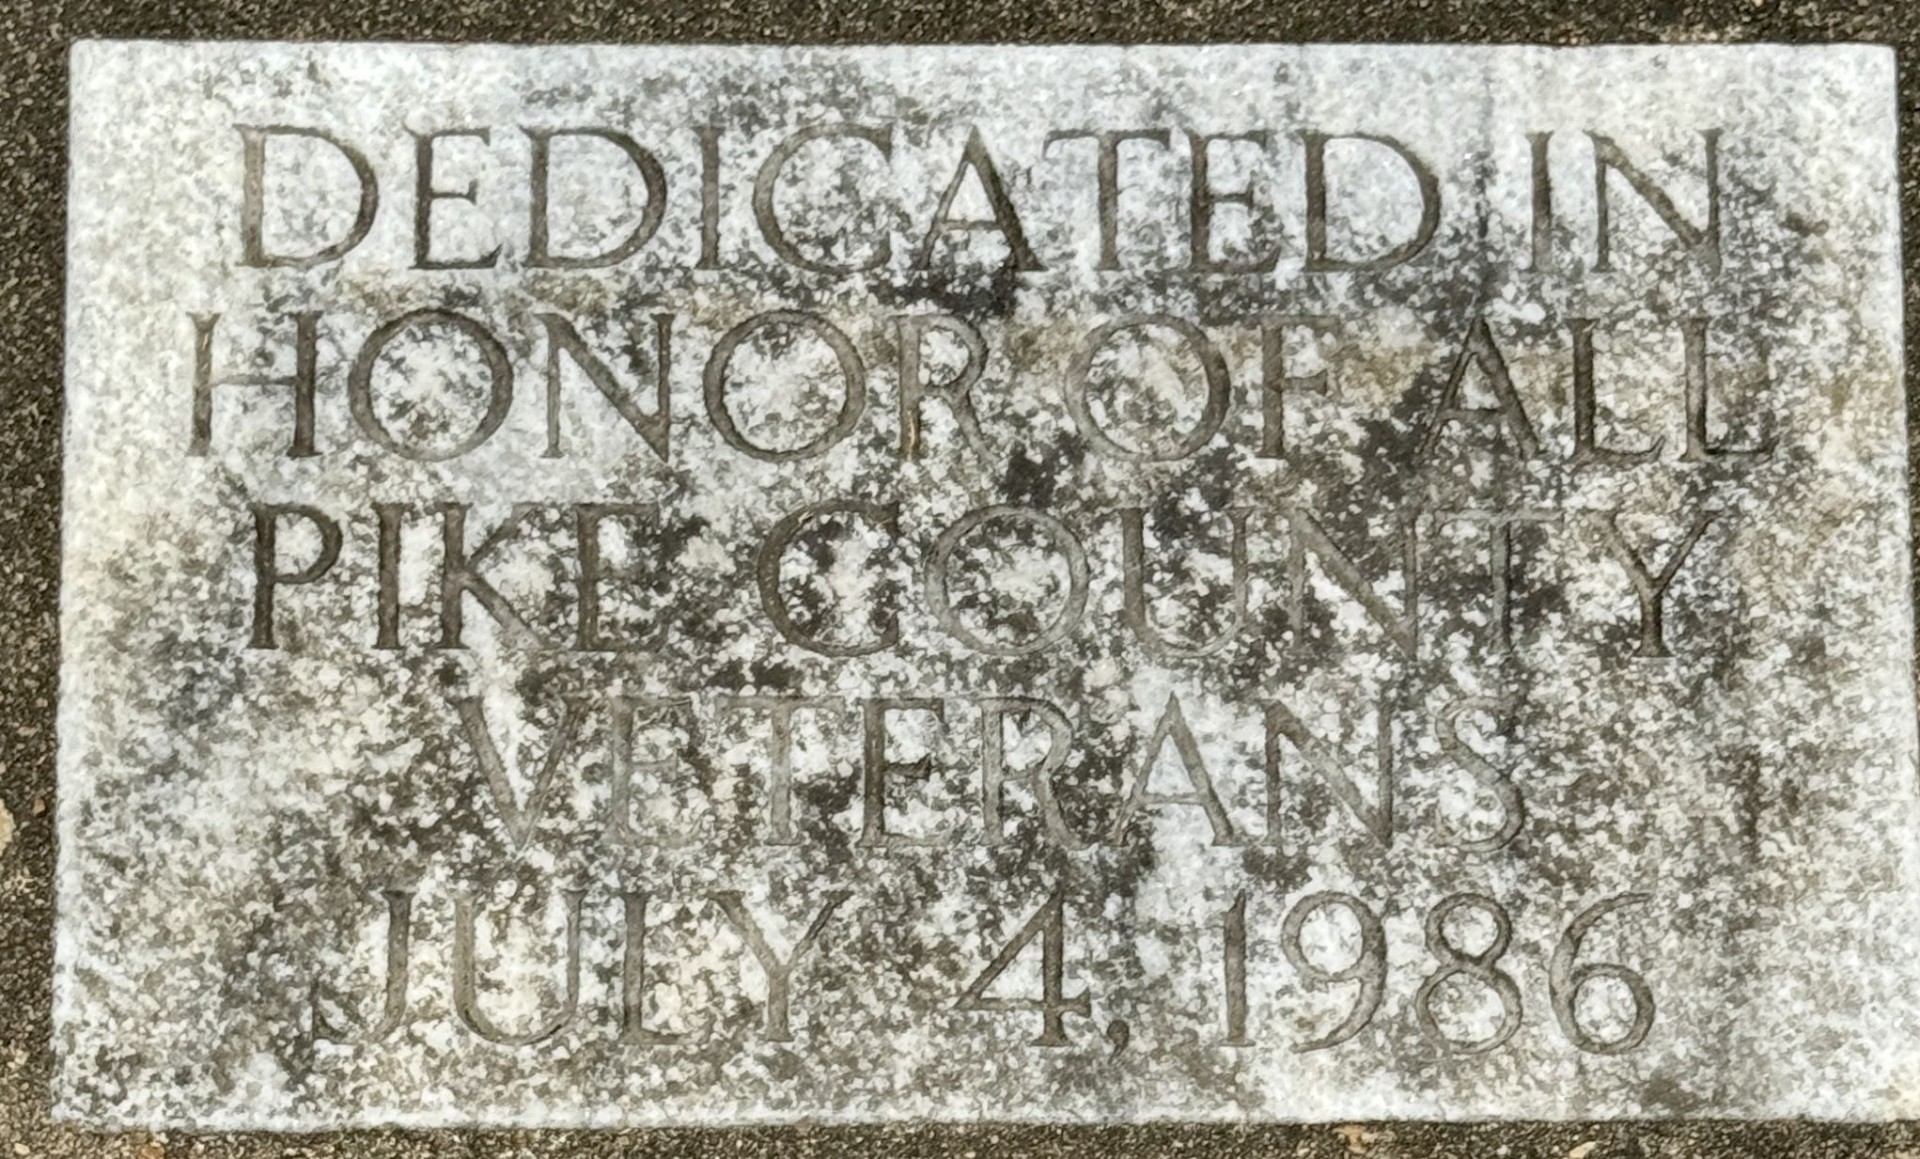 DEDICATED IN
HONOR OF ALL
PIKE COUNTY
VETERANS
JULY 4, 1986